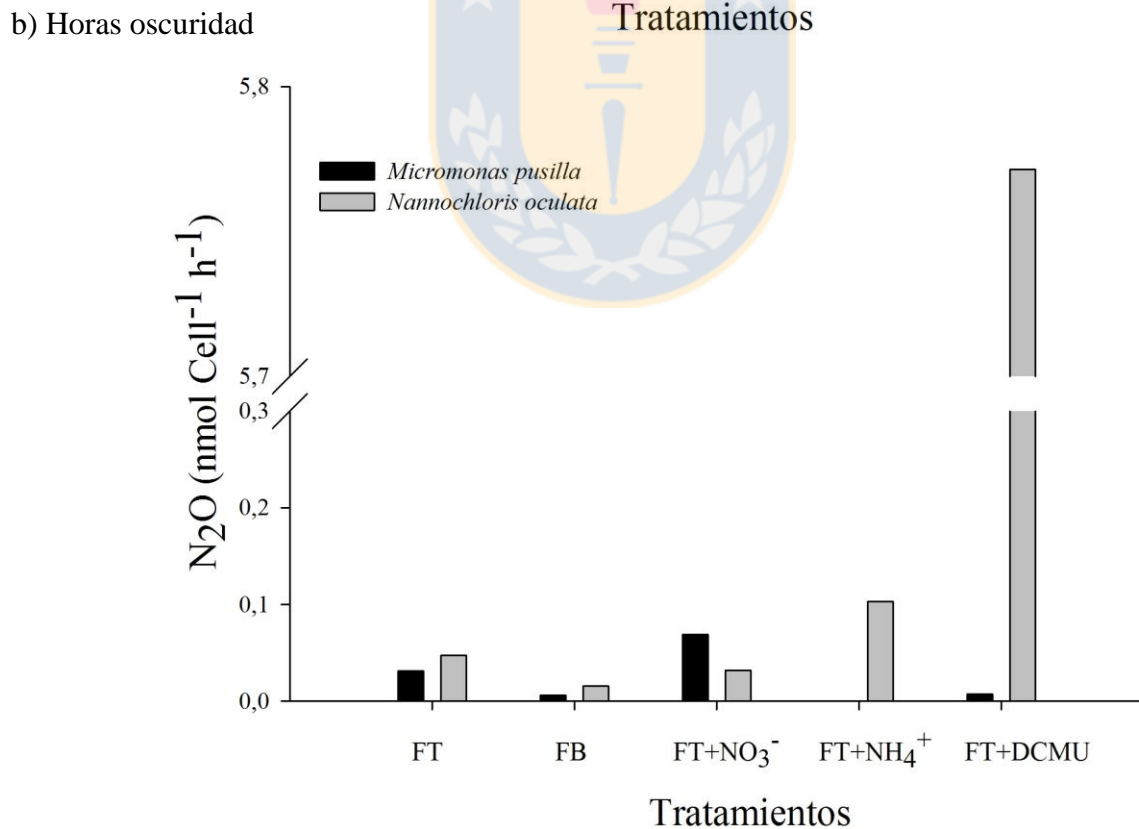 Tratamientos
b) Horas oscuridad
5,8
Micromonas pusilla
Nannochloris oculata
N2O (nmol Cell-1 h-1)
5,7
0,3
0,2
0,1
0,0
FT FB FT+NO3- FT+NH4+ FT+DCMU
Tratamientos